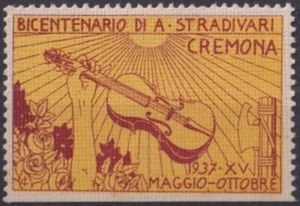 BICENTENARIO DI A · STRADIVARI
CREMONA
1937-XV.
MAGGIO-OTTOBRE